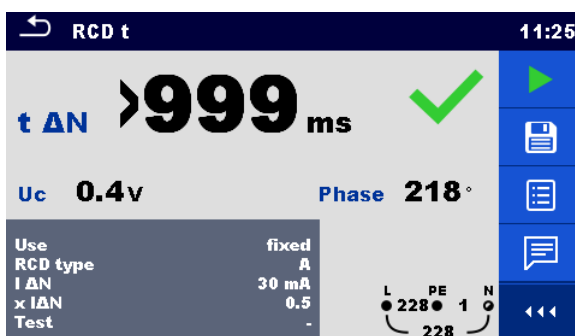 RCD t 11:25
t ΔN >999 ms
Uc 0.4V Phase 218°
Use fixed
RCD type A
I ΔN 30 mA
x IΔN 0.5
Test -
L PE N
228 1
228